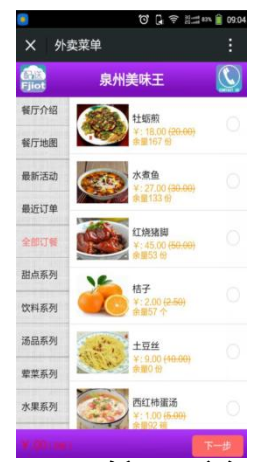 09:04
× 外卖菜单
Fjiot
泉州美味王
餐厅介绍
餐厅地图
最新活动
最近订单
全部订餐
甜点系列
饮料系列
汤品系列
荤菜系列
水果系列
牡蛎煎
¥: 18.00 (20.00)
余量167 份
水煮鱼
¥: 27.00 (30.00)
余量133 份
红烧猪脚
¥: 45.00 (50.00)
余量53 份
桔子
¥: 2.00 (2.50)
余量57 个
土豆丝
¥: 9.00 (10.00)
余量0 份
西红柿蛋汤
¥: 1.00 (5.00)
余量92 碗
下一步